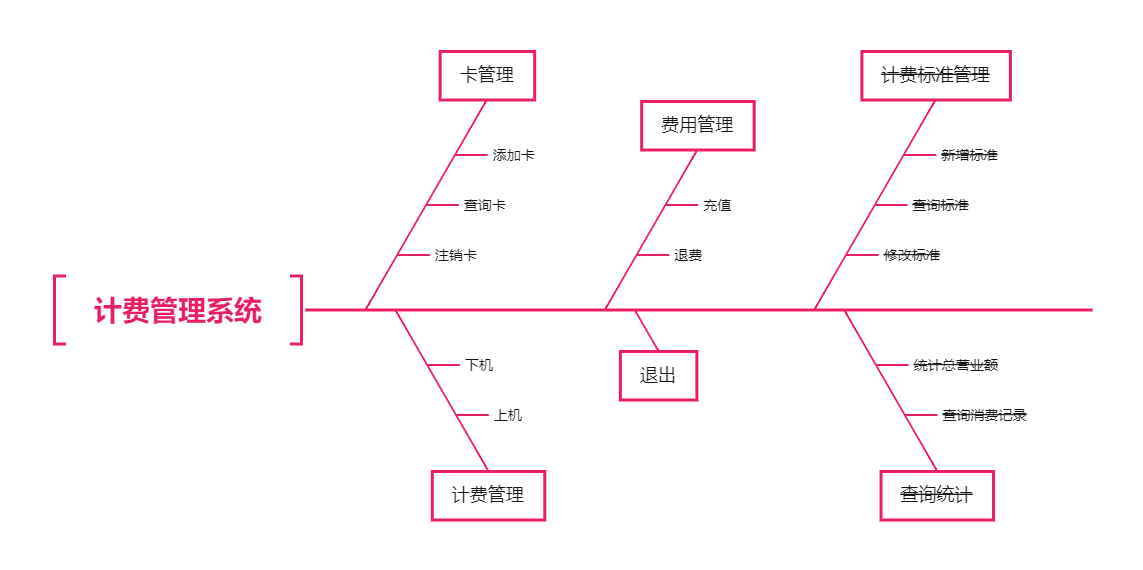 计费管理系统
卡管理
添加卡
查询卡
注销卡
费用管理
充值
退费
计费标准管理
新增标准
查询标准
修改标准
下机
上机
计费管理
退出
统计总营业额
查询消费记录
查询统计